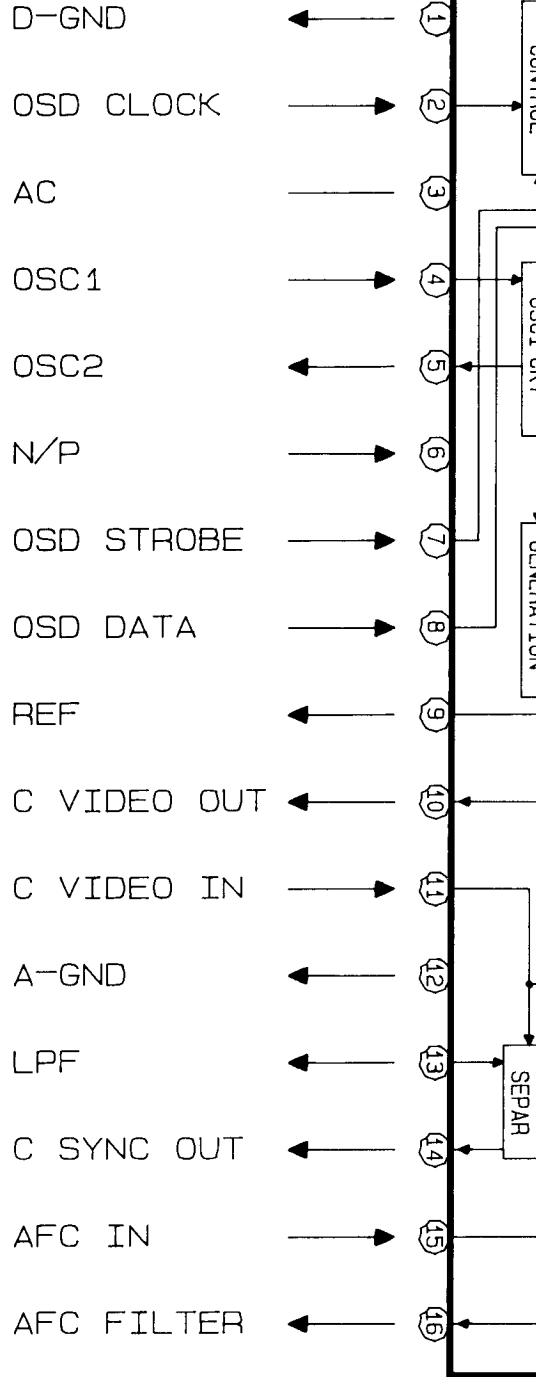 D-GND 1
OSD CLOCK 2
AC 3
OSC1 4
OSC2 5
N/P 6
OSD STROBE 7
OSD DATA 8
REF 9
C VIDEO OUT 10
C VIDEO IN 11
A-GND 12
LPF 13
C SYNC OUT 14
AFC IN 15
AFC FILTER 16
GENERATION
SEPAR